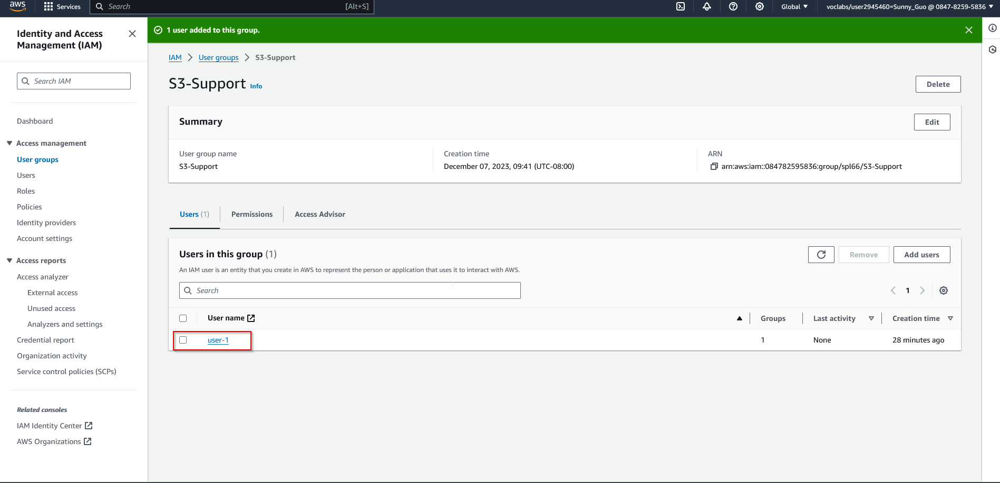 aws
Services
Search
[Alt+S]
Global
voclabs/user2945460=Sunny_Guo @ 0847-8259-5836
Identity and Access
Management (IAM)
Search IAM
Dashboard
Access management
User groups
Users
Roles
Policies
Identity providers
Account settings
Access reports
Access analyzer
External access
Unused access
Analyzers and settings
Credential report
Organization activity
Service control policies (SCPs)
Related consoles
IAM Identity Center
AWS Organizations
1 user added to this group.
IAM > User groups > S3-Support
S3-Support Info
Delete
Summary
Edit
User group name
S3-Support
Creation time
December 07, 2023, 09:41 (UTC-08:00)
ARN
arn:aws:iam::084782595836:group/spl66/S3-Support
Users (1)
Permissions
Access Advisor
Users in this group (1)
Remove
Add users
An IAM user is an entity that you create in AWS to represent the person or application that uses it to interact with AWS.
Search
1
User name
Groups
Last activity
Creation time
user-1
1
None
28 minutes ago